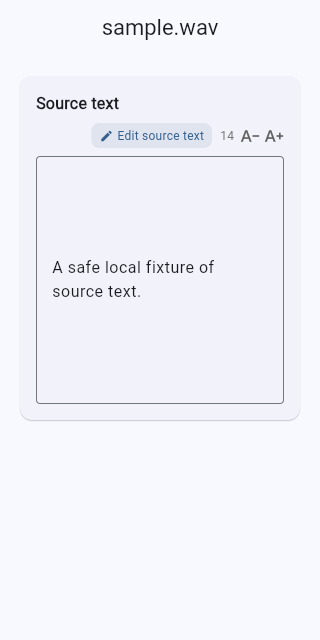 sample.wav
Source text
Edit source text 14 A− A+
A safe local fixture of
source text.